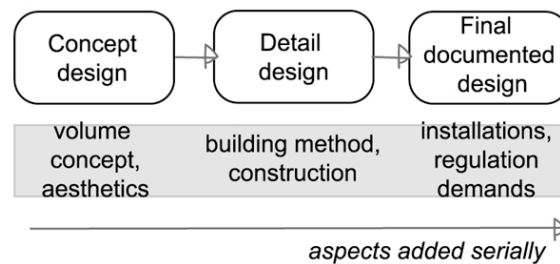 Concept
design
Detail
design
Final
documented
design
volume
concept,
aesthetics
building method,
construction
installations,
regulation
demands
aspects added serially